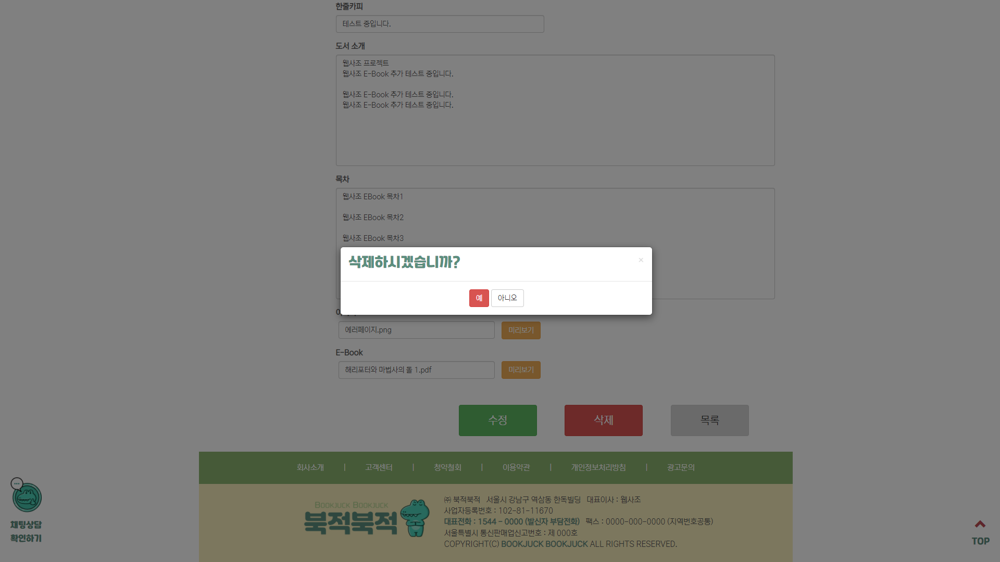 한줄카피
테스트 중입니다.
도서 소개
웹사조 프로젝트
웹사조 E-Book 추가 테스트 중입니다.
웹사조 E-Book 추가 테스트 중입니다.
웹사조 E-Book 추가 테스트 중입니다.
목차
웹사조 EBook 목차1
웹사조 EBook 목차2
웹사조 EBook 목차3
삭제하시겠습니까? ×
예 아니오
에러페이지.png 미리보기
E-Book
해리포터와 마법사의 돌 1.pdf 미리보기
수정 삭제 목록
회사소개 | 고객센터 | 청약철회 | 이용약관 | 개인정보처리방침 | 광고문의
BOOKJUCK BOOKJUCK
북적북적
㈜ 북적북적 서울시 강남구 역삼동 한독빌딩 대표이사 : 웹사조
사업자등록번호 : 102-81-11670
대표전화 : 1544 - 0000 (발신자 부담전화) 팩스 : 0000-000-0000 (지역번호공통)
서울특별시 통신판매업신고번호 : 제 000호
COPYRIGHT(C) BOOKJUCK BOOKJUCK ALL RIGHTS RESERVED.
채팅상담
확인하기
TOP